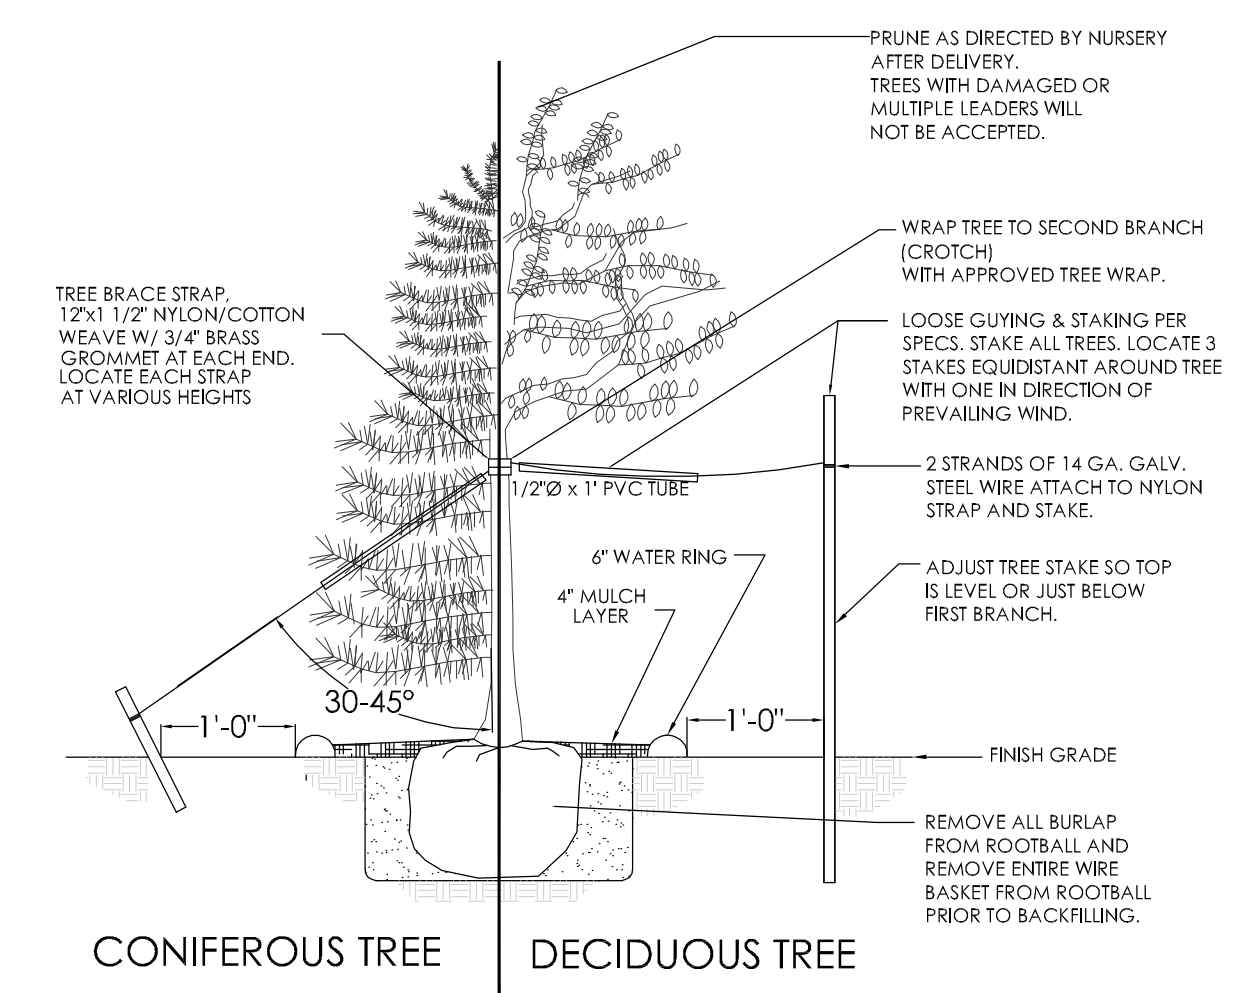 PRUNE AS DIRECTED BY NURSERY
AFTER DELIVERY.
TREES WITH DAMAGED OR
MULTIPLE LEADERS WILL
NOT BE ACCEPTED.
WRAP TREE TO SECOND BRANCH
(CROTCH)
WITH APPROVED TREE WRAP.
TREE BRACE STRAP,
12"x1 1/2" NYLON/COTTON
WEAVE W/ 3/4" BRASS
GROMMET AT EACH END.
LOCATE EACH STRAP
AT VARIOUS HEIGHTS
LOOSE GUYING & STAKING PER
SPECS. STAKE ALL TREES. LOCATE 3
STAKES EQUIDISTANT AROUND TREE
WITH ONE IN DIRECTION OF
PREVAILING WIND.
1/2"Ø x 1' PVC TUBE
2 STRANDS OF 14 GA. GALV.
STEEL WIRE ATTACH TO NYLON
STRAP AND STAKE.
6" WATER RING
4" MULCH
LAYER
ADJUST TREE STAKE SO TOP
IS LEVEL OR JUST BELOW
FIRST BRANCH.
30-45°
1'-0"
1'-0"
FINISH GRADE
REMOVE ALL BURLAP
FROM ROOTBALL AND
REMOVE ENTIRE WIRE
BASKET FROM ROOTBALL
PRIOR TO BACKFILLING.
CONIFEROUS TREE
DECIDUOUS TREE